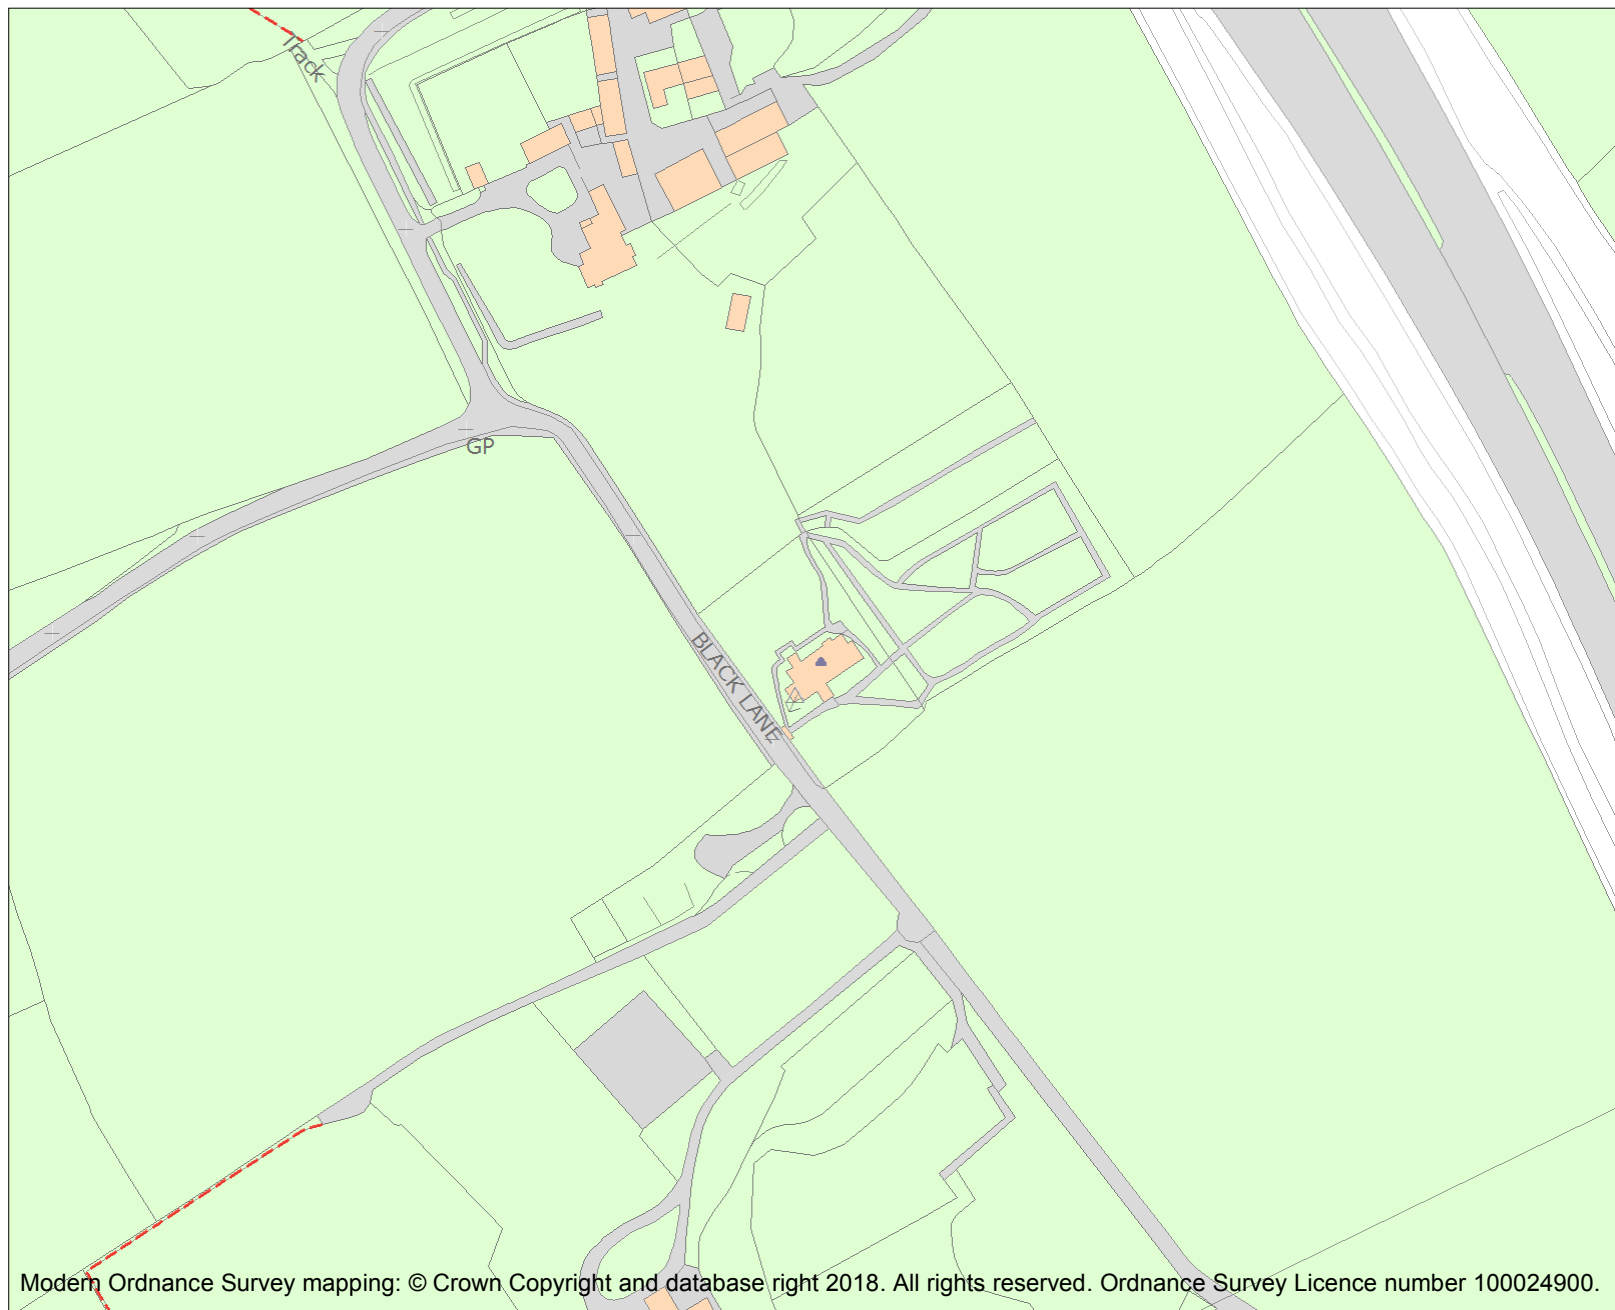 Track
GP
BLACK LANE
Modern Ordnance Survey mapping: © Crown Copyright and database right 2018. All rights reserved. Ordnance Survey Licence number 100024900.